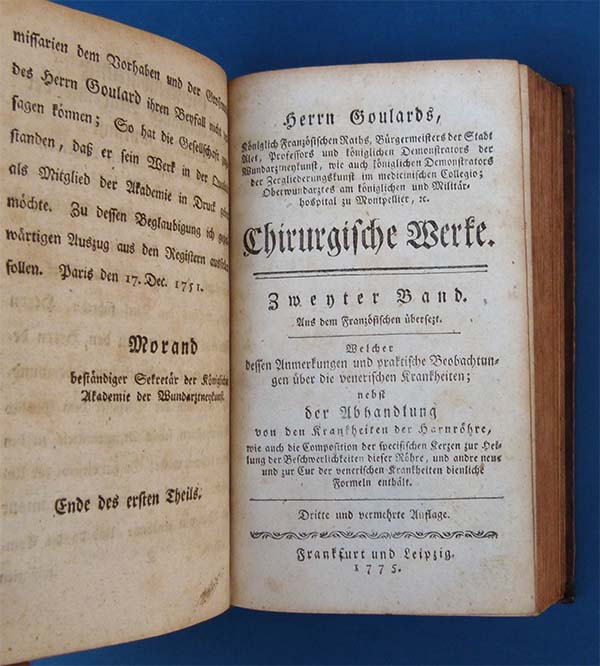 missarien dem Vorhaben und der
des Herrn Goulard ihren Beyfall nicht
sagen können; So hat die Gesellschaft
standen, daß er sein Werk in der
als Mitglied der Akademie in Druck
möchte. Zu dessen Beglaubigung ich
wärtigen Auszug aus den Registern
sollen. Paris den 17. Dec. 1751.
Morand
beständiger Sekretär der Königlichen
Akademie der Wundarztneykunst.
Ende des ersten Theils.
Herrn Goulards,
Königlich Französischen Raths, Bürgermeisters der Stadt
Alet, Professors und königlichen Demonstrators der
Wundarzneykunst, wie auch königlichen Demonstrators
der Zergliederungskunst im medicinischen Collegio;
Oberwundarztes am königlichen und Militär-
hospital zu Montpellier, ꝛc.
Chirurgische Werke.
Zweyter Band.
Aus dem Französischen übersezt.
Welcher
dessen Anmerkungen und praktische Beobachtun-
gen über die venerischen Krankheiten;
nebst
der Abhandlung
von den Krankheiten der Harnröhre,
wie auch die Composition der specifischen Kerzen zur Hei-
lung der Beschwerlichkeiten dieser Röhre, und andre neue
und zur Cur der venerischen Krankheiten dienliche
Formeln enthält.
Dritte und vermehrte Auflage.
Frankfurt und Leipzig.
1775.